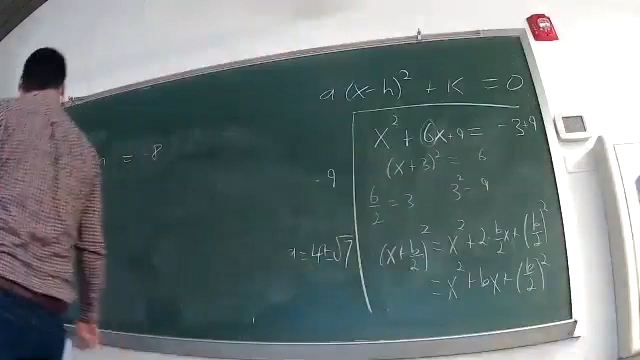 a(x-h)² + K = 0
= -8
x² + 6x+9 = -3+9
(x+3)² = 6
-9
6/2 = 3
3² = 9
x = 4±√7
(x+b/2)² = x² + 2·b/2x+(b/2)²
= x² + bx + (b/2)²